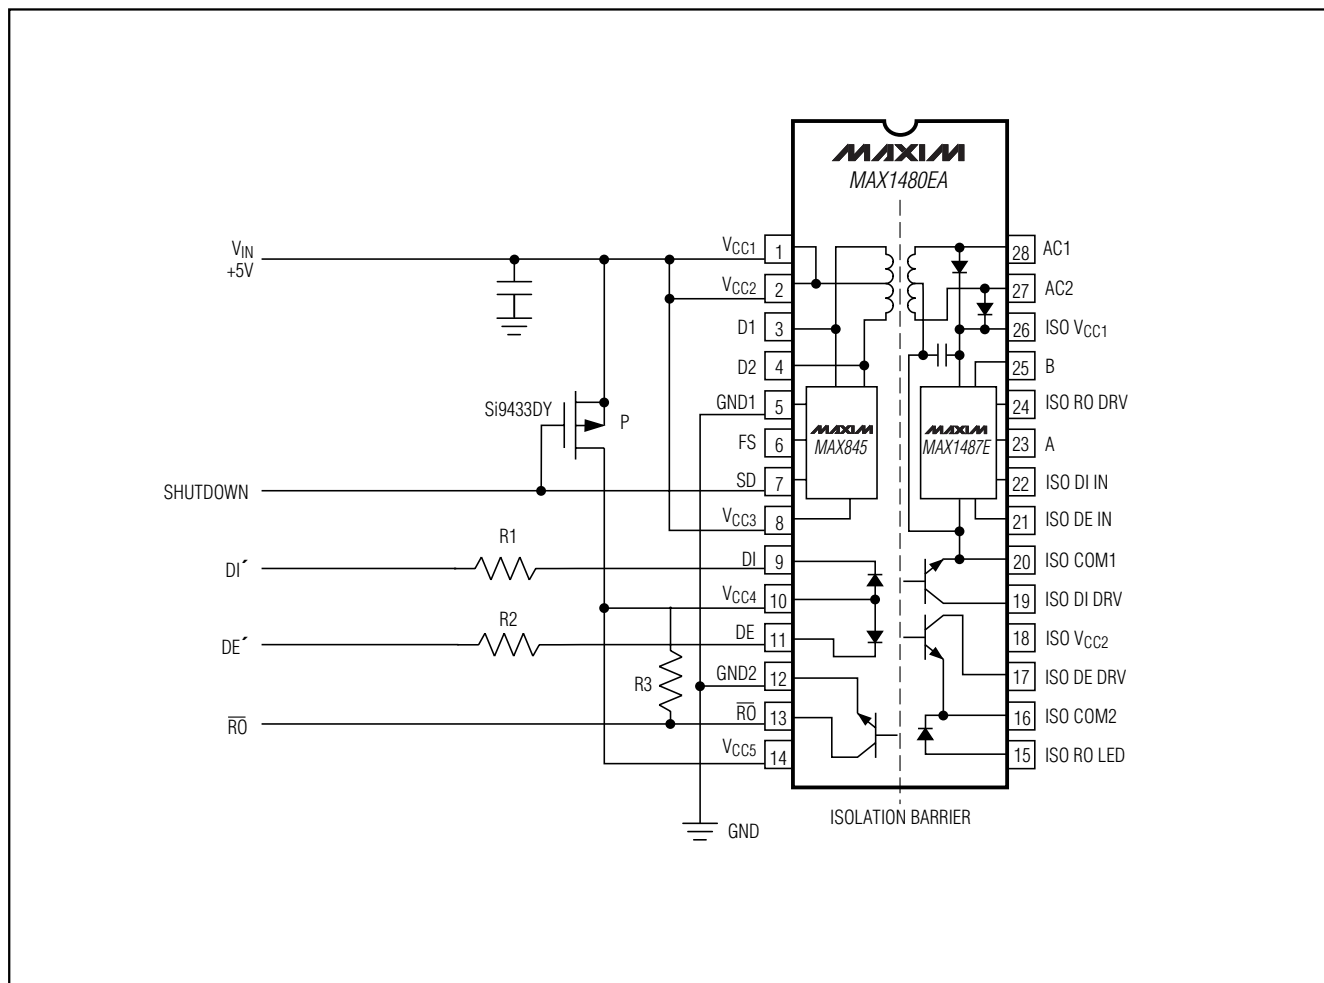 MAXIM
MAX1480EA
VIN
+5V
VCC1
1
VCC2
2
D1
3
D2
4
GND1
5
FS
6
SHUTDOWN
SD
7
VCC3
8
Si9433DY
P
DI´
R1
DI
9
VCC4
10
DE´
R2
DE
11
GND2
12
R3
RO
RO
13
VCC5
14
GND
MAXIM
MAX845
MAXIM
MAX1487E
28
AC1
27
AC2
26
ISO VCC1
25
B
24
ISO RO DRV
23
A
22
ISO DI IN
21
ISO DE IN
20
ISO COM1
19
ISO DI DRV
18
ISO VCC2
17
ISO DE DRV
16
ISO COM2
15
ISO RO LED
ISOLATION BARRIER